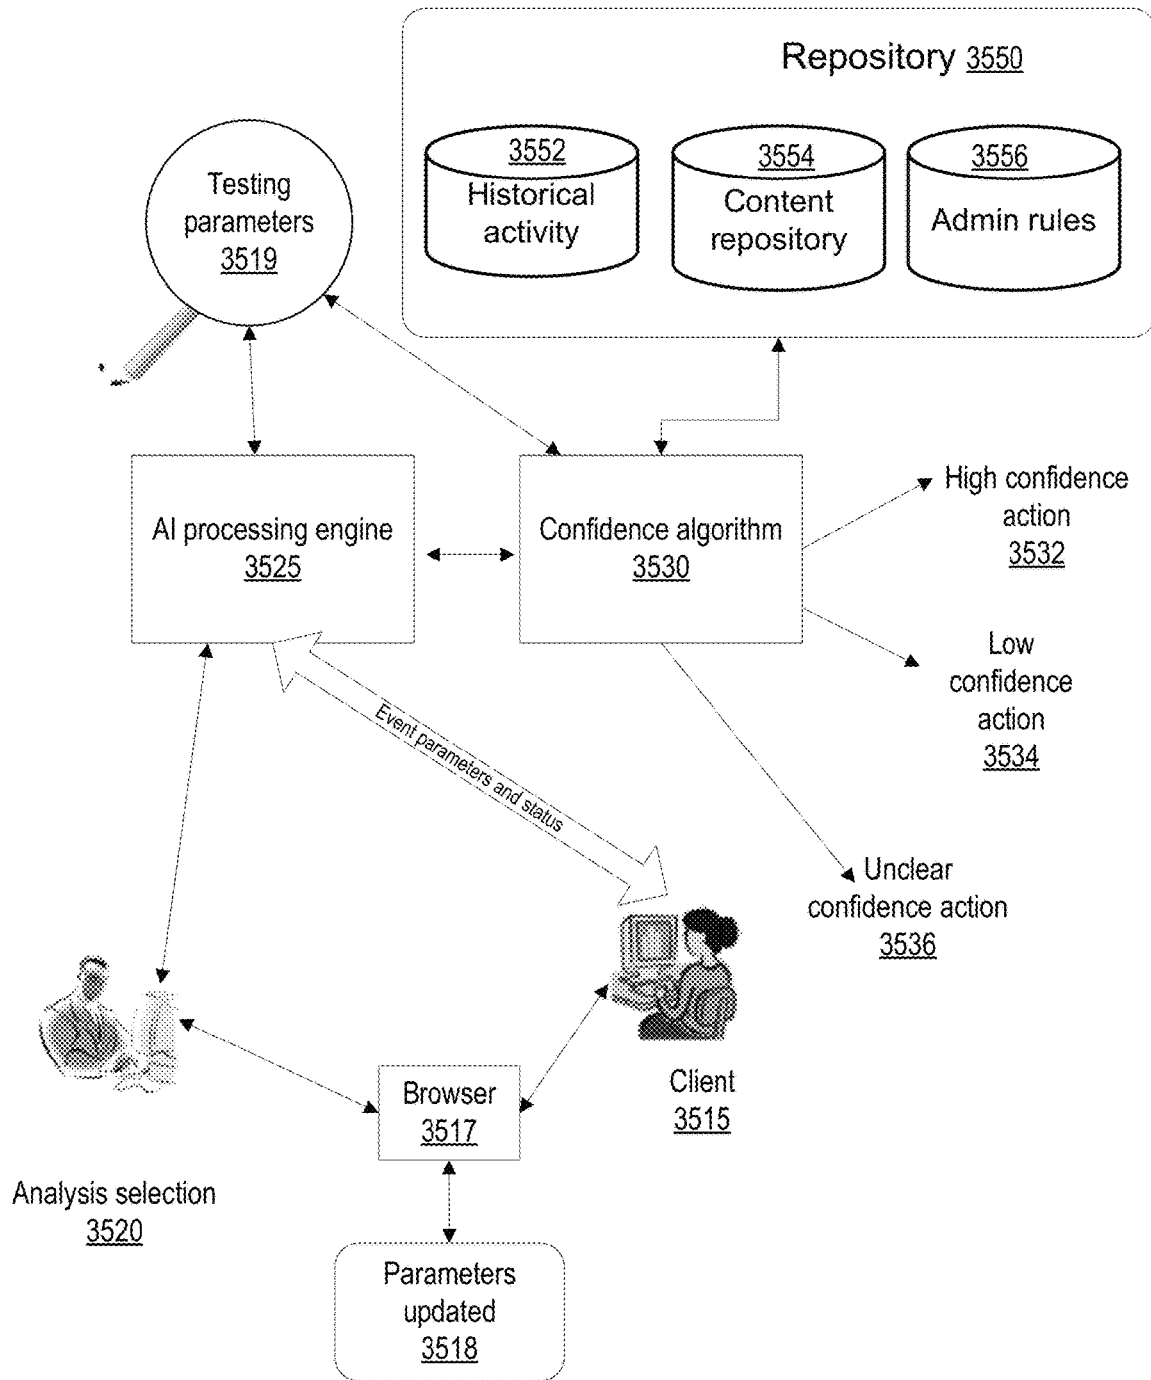 Repository 3550
3552
Historical
activity
3554
Content
repository
3556
Admin rules
Testing
parameters
3519
AI processing engine
3525
Confidence algorithm
3530
High confidence
action
3532
Low
confidence
action
3534
Unclear
confidence action
3536
Event parameters and status
Client
3515
Browser
3517
Analysis selection
3520
Parameters
updated
3518